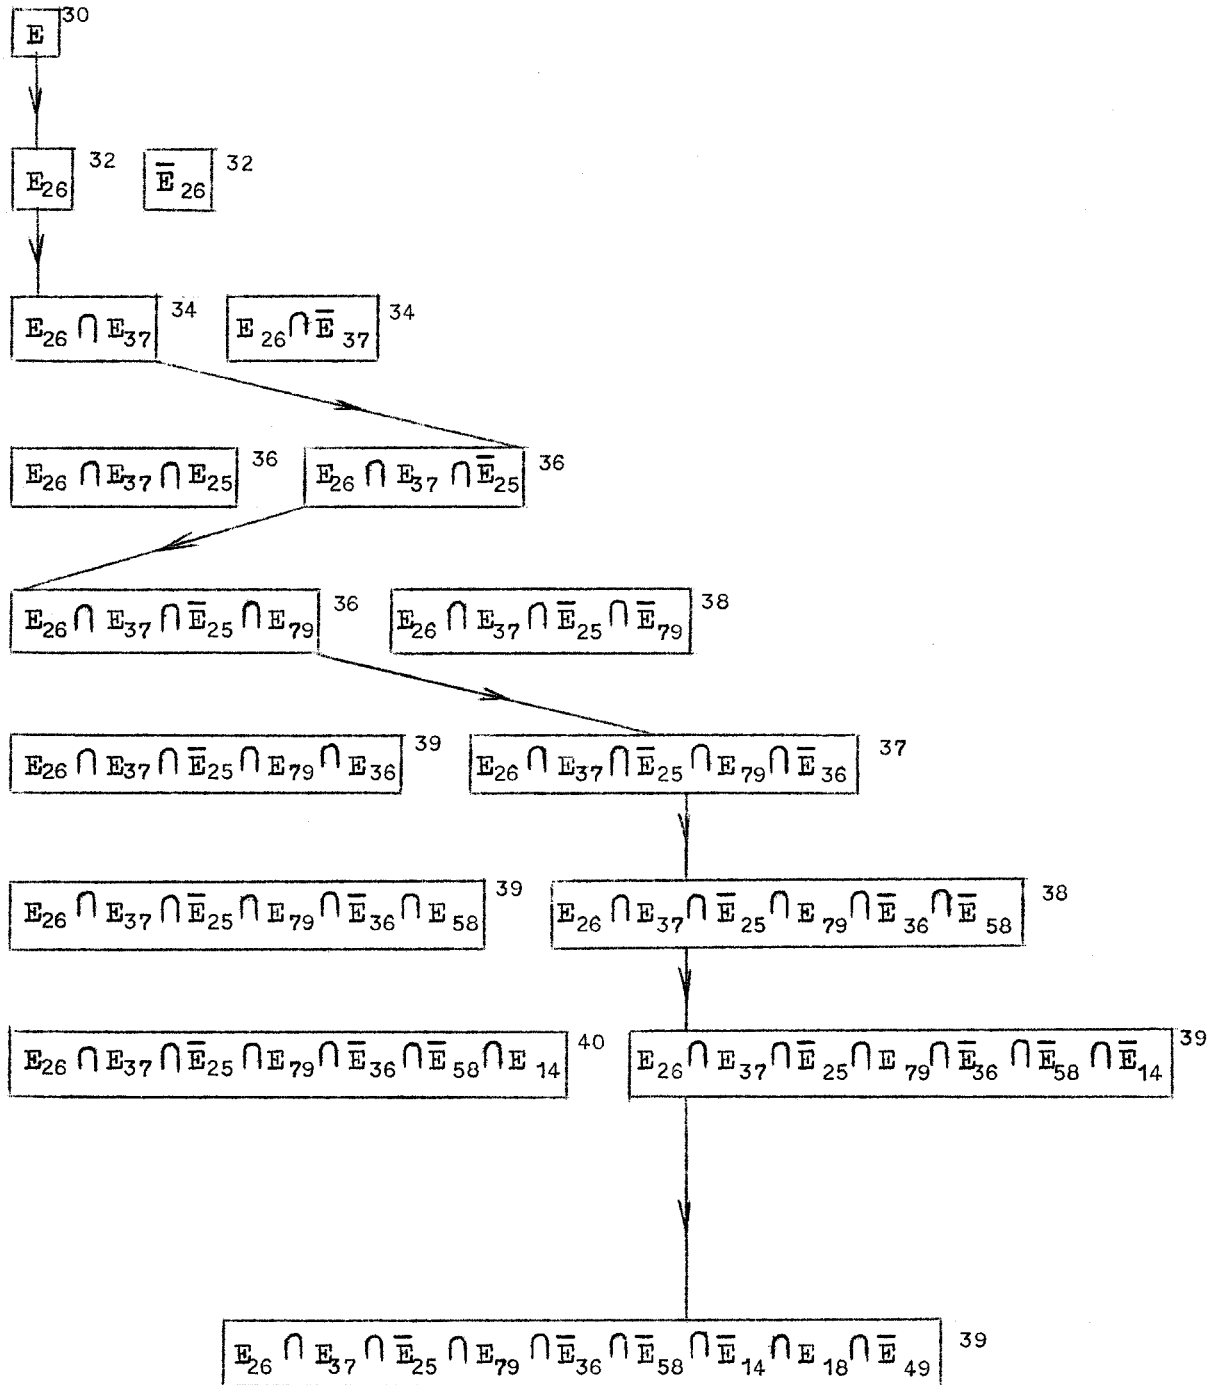 E 30
E₂₆ 32 Ē₂₆ 32
E₂₆ ∩ E₃₇ 34 E₂₆ ∩ Ē₃₇ 34
E₂₆ ∩ E₃₇ ∩ E₂₅ 36 E₂₆ ∩ E₃₇ ∩ Ē₂₅ 36
E₂₆ ∩ E₃₇ ∩ Ē₂₅ ∩ E₇₉ 36 E₂₆ ∩ E₃₇ ∩ Ē₂₅ ∩ Ē₇₉ 38
E₂₆ ∩ E₃₇ ∩ Ē₂₅ ∩ E₇₉ ∩ E₃₆ 39 E₂₆ ∩ E₃₇ ∩ Ē₂₅ ∩ E₇₉ ∩ Ē₃₆ 37
E₂₆ ∩ E₃₇ ∩ Ē₂₅ ∩ E₇₉ ∩ Ē₃₆ ∩ E₅₈ 39 E₂₆ ∩ E₃₇ ∩ Ē₂₅ ∩ E₇₉ ∩ Ē₃₆ ∩ Ē₅₈ 38
E₂₆ ∩ E₃₇ ∩ Ē₂₅ ∩ E₇₉ ∩ Ē₃₆ ∩ Ē₅₈ ∩ E₁₄ 40 E₂₆ ∩ E₃₇ ∩ Ē₂₅ ∩ E₇₉ ∩ Ē₃₆ ∩ Ē₅₈ ∩ Ē₁₄ 39
E₂₆ ∩ E₃₇ ∩ Ē₂₅ ∩ E₇₉ ∩ Ē₃₆ ∩ Ē₅₈ ∩ Ē₁₄ ∩ E₁₈ ∩ Ē₄₉ 39